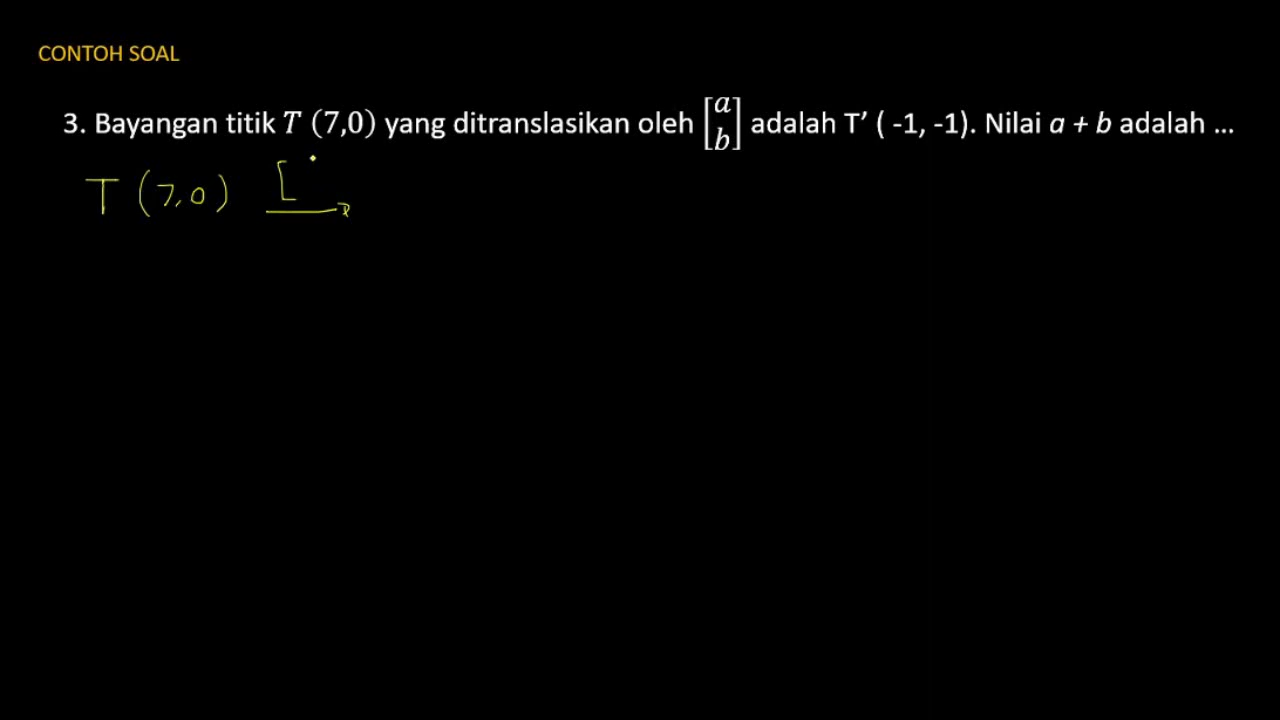 CONTOH SOAL
3. Bayangan titik T (7,0) yang ditranslasikan oleh [a b] adalah T’ ( -1, -1). Nilai a + b adalah ...
T (7,0) [